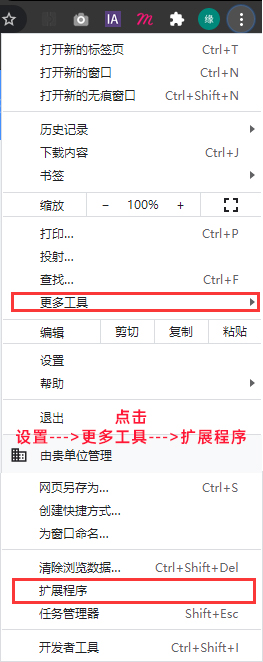 IA
m
缘
打开新的标签页 Ctrl+T
打开新的窗口 Ctrl+N
打开新的无痕窗口 Ctrl+Shift+N
历史记录
下载内容 Ctrl+J
书签
缩放 − 100% +
打印... Ctrl+P
投射...
查找... Ctrl+F
更多工具
编辑 剪切 复制 粘贴
设置
帮助
退出
点击
设置--->更多工具--->扩展程序
由贵单位管理
网页另存为... Ctrl+S
创建快捷方式...
为窗口命名...
清除浏览数据... Ctrl+Shift+Del
扩展程序
任务管理器 Shift+Esc
开发者工具 Ctrl+Shift+I